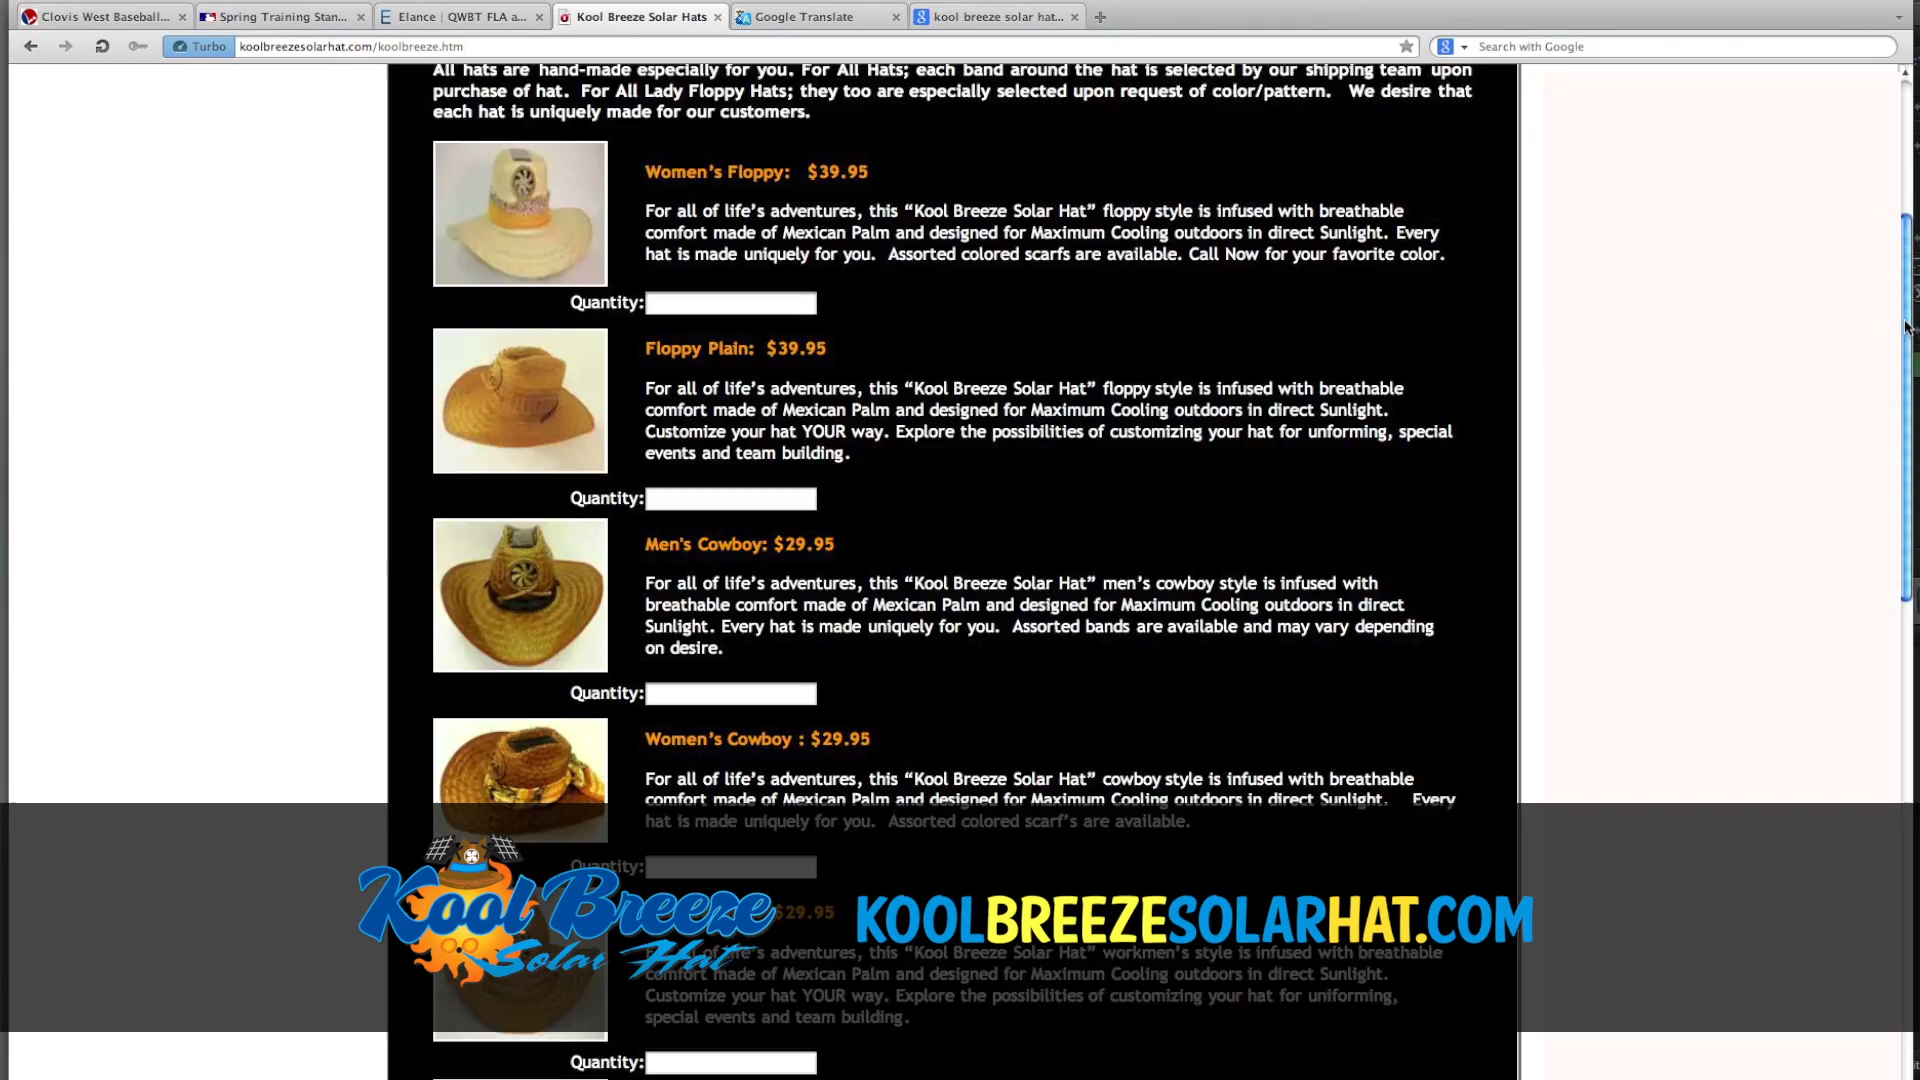 Clovis West Baseball...
Spring Training Stan...
Elance | QWBT FLA a...
Kool Breeze Solar Hats
Google Translate
kool breeze solar hat...
Turbo
koolbreezesolarhat.com/koolbreeze.htm
Search with Google
All hats are hand-made especially for you. For All Hats; each band around the hat is selected by our shipping team upon
purchase of hat. For All Lady Floppy Hats; they too are especially selected upon request of color/pattern. We desire that
each hat is uniquely made for our customers.
Women’s Floppy: $39.95
For all of life’s adventures, this “Kool Breeze Solar Hat” floppy style is infused with breathable
comfort made of Mexican Palm and designed for Maximum Cooling outdoors in direct Sunlight. Every
hat is made uniquely for you. Assorted colored scarfs are available. Call Now for your favorite color.
Quantity:
Floppy Plain: $39.95
For all of life’s adventures, this “Kool Breeze Solar Hat” floppy style is infused with breathable
comfort made of Mexican Palm and designed for Maximum Cooling outdoors in direct Sunlight.
Customize your hat YOUR way. Explore the possibilities of customizing your hat for unforming, special
events and team building.
Quantity:
Men's Cowboy: $29.95
For all of life’s adventures, this “Kool Breeze Solar Hat” men’s cowboy style is infused with
breathable comfort made of Mexican Palm and designed for Maximum Cooling outdoors in direct
Sunlight. Every hat is made uniquely for you. Assorted bands are available and may vary depending
on desire.
Quantity:
Women’s Cowboy : $29.95
For all of life’s adventures, this “Kool Breeze Solar Hat” cowboy style is infused with breathable
comfort made of Mexican Palm and designed for Maximum Cooling outdoors in direct Sunlight. Every
hat is made uniquely for you. Assorted colored scarf’s are available.
Quantity:
$29.95
Kool Breeze
Solar Hat
KOOLBREEZESOLARHAT.COM
of life’s adventures, this “Kool Breeze Solar Hat” workmen’s style is infused with breathable
comfort made of Mexican Palm and designed for Maximum Cooling outdoors in direct Sunlight.
Customize your hat YOUR way. Explore the possibilities of customizing your hat for uniforming,
special events and team building.
Quantity: